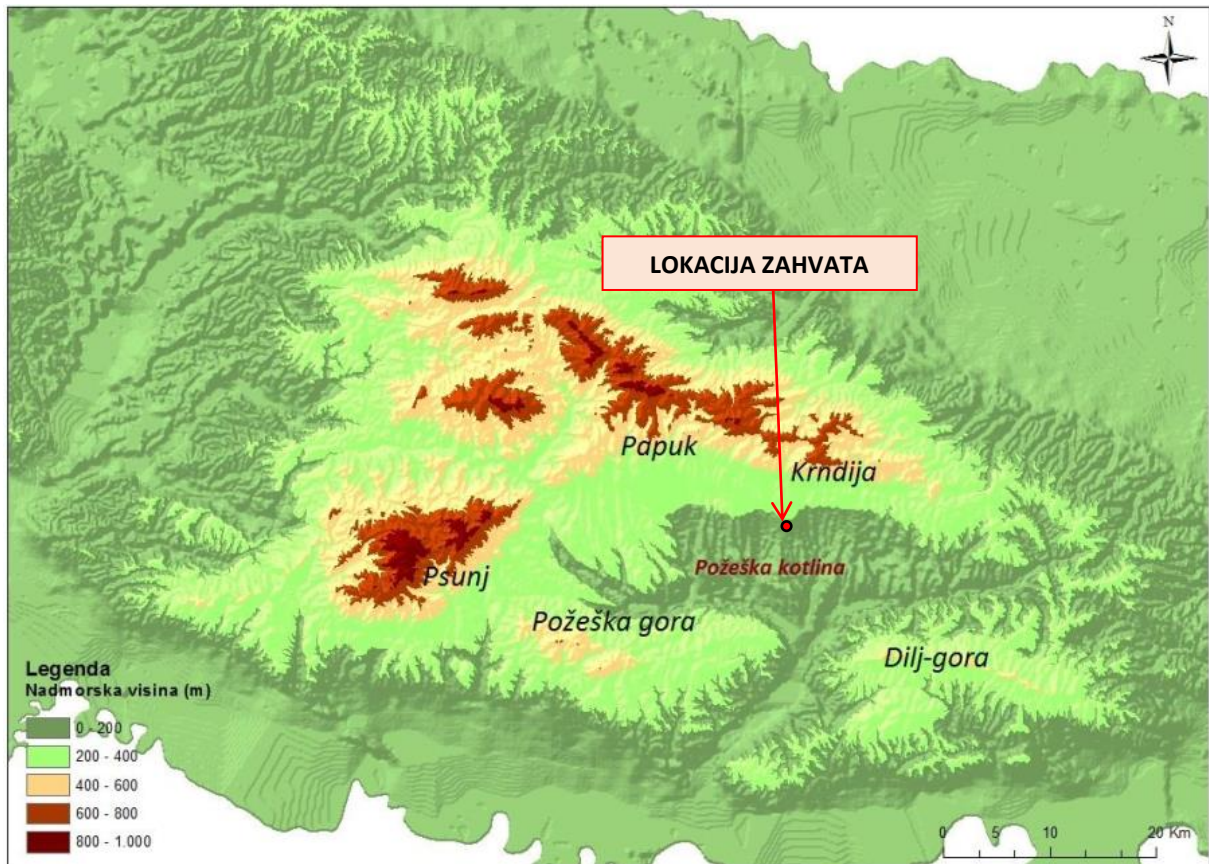 N
LOKACIJA ZAHVATA
Papuk
Krndija
Požeška kotlina
Psunj
Požeška gora
Dilj-gora
Legenda
Nadmorska visina (m)
0 - 200
200 - 400
400 - 600
600 - 800
800 - 1.000
0 5 10 20 Km